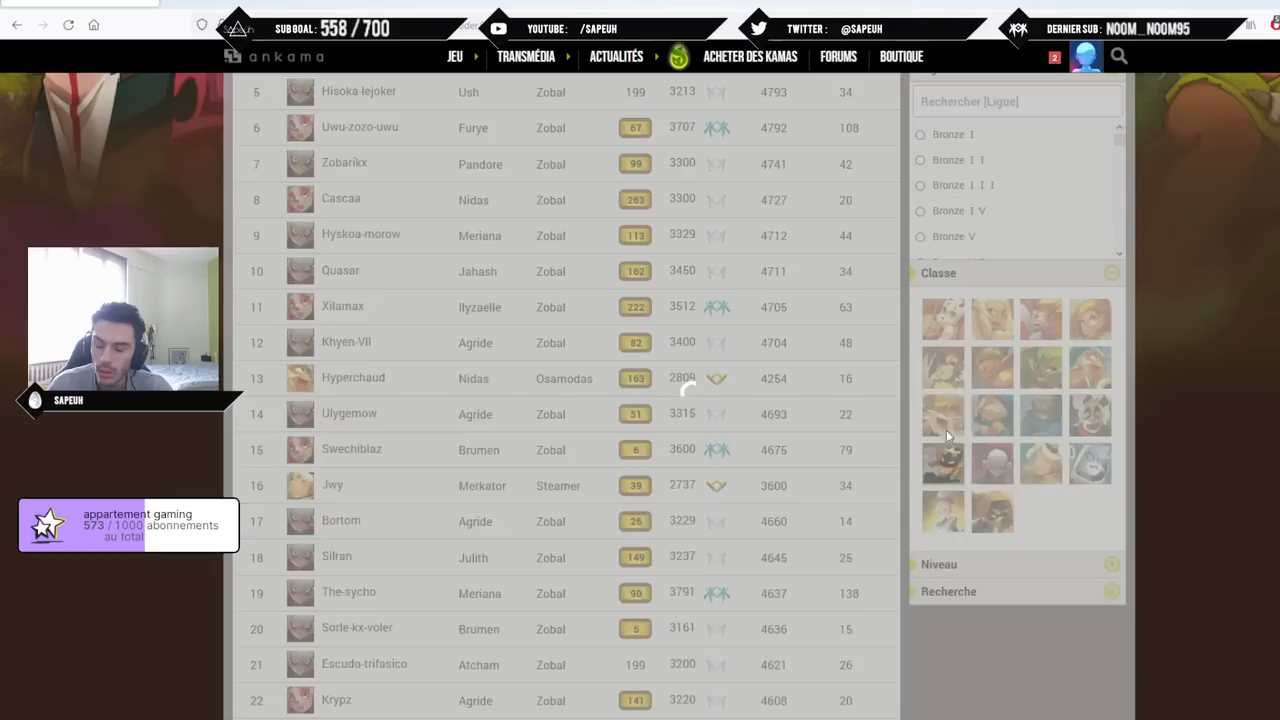 SUB GOAL : 558 / 700
YOUTUBE : /SAPEUH
TWITTER : @SAPEUH
DERNIER SUB : NOOM_NOOM95
ankama
JEU
TRANSMÉDIA
ACTUALITÉS
ACHETER DES KAMAS
FORUMS
BOUTIQUE
2
5 Hisoka-lejoker Ush Zobal 199 3213 4793 34
6 Uwu-zozo-uwu Furye Zobal 67 3707 4792 108
7 Zobarikx Pandore Zobal 99 3300 4741 42
8 Cascaa Nidas Zobal 263 3300 4727 20
9 Hyskoa-morow Meriana Zobal 113 3329 4712 44
10 Quasar Jahash Zobal 162 3450 4711 34
11 Xilamax Ilyzaelle Zobal 222 3512 4705 63
12 Khyen-VII Agride Zobal 82 3400 4704 48
13 Hyperchaud Nidas Osamodas 163 2809 4254 16
14 Ulygemow Agride Zobal 51 3315 4693 22
15 Swechiblaz Brumen Zobal 6 3600 4675 79
16 Jwy Merkator Steamer 39 2737 3600 34
17 Bortom Agride Zobal 26 3229 4660 14
18 Silran Julith Zobal 149 3237 4645 25
19 The-sycho Meriana Zobal 90 3791 4637 138
20 Sorle-kx-voler Brumen Zobal 5 3161 4636 15
21 Escudo-trifasico Atcham Zobal 199 3200 4621 26
22 Krypz Agride Zobal 141 3220 4608 20
Rechercher [Ligue]
Bronze I
Bronze I I
Bronze I I I
Bronze I V
Bronze V
Classe
Niveau
Recherche
SAPEUH
appartement gaming
573 / 1000 abonnements
au total